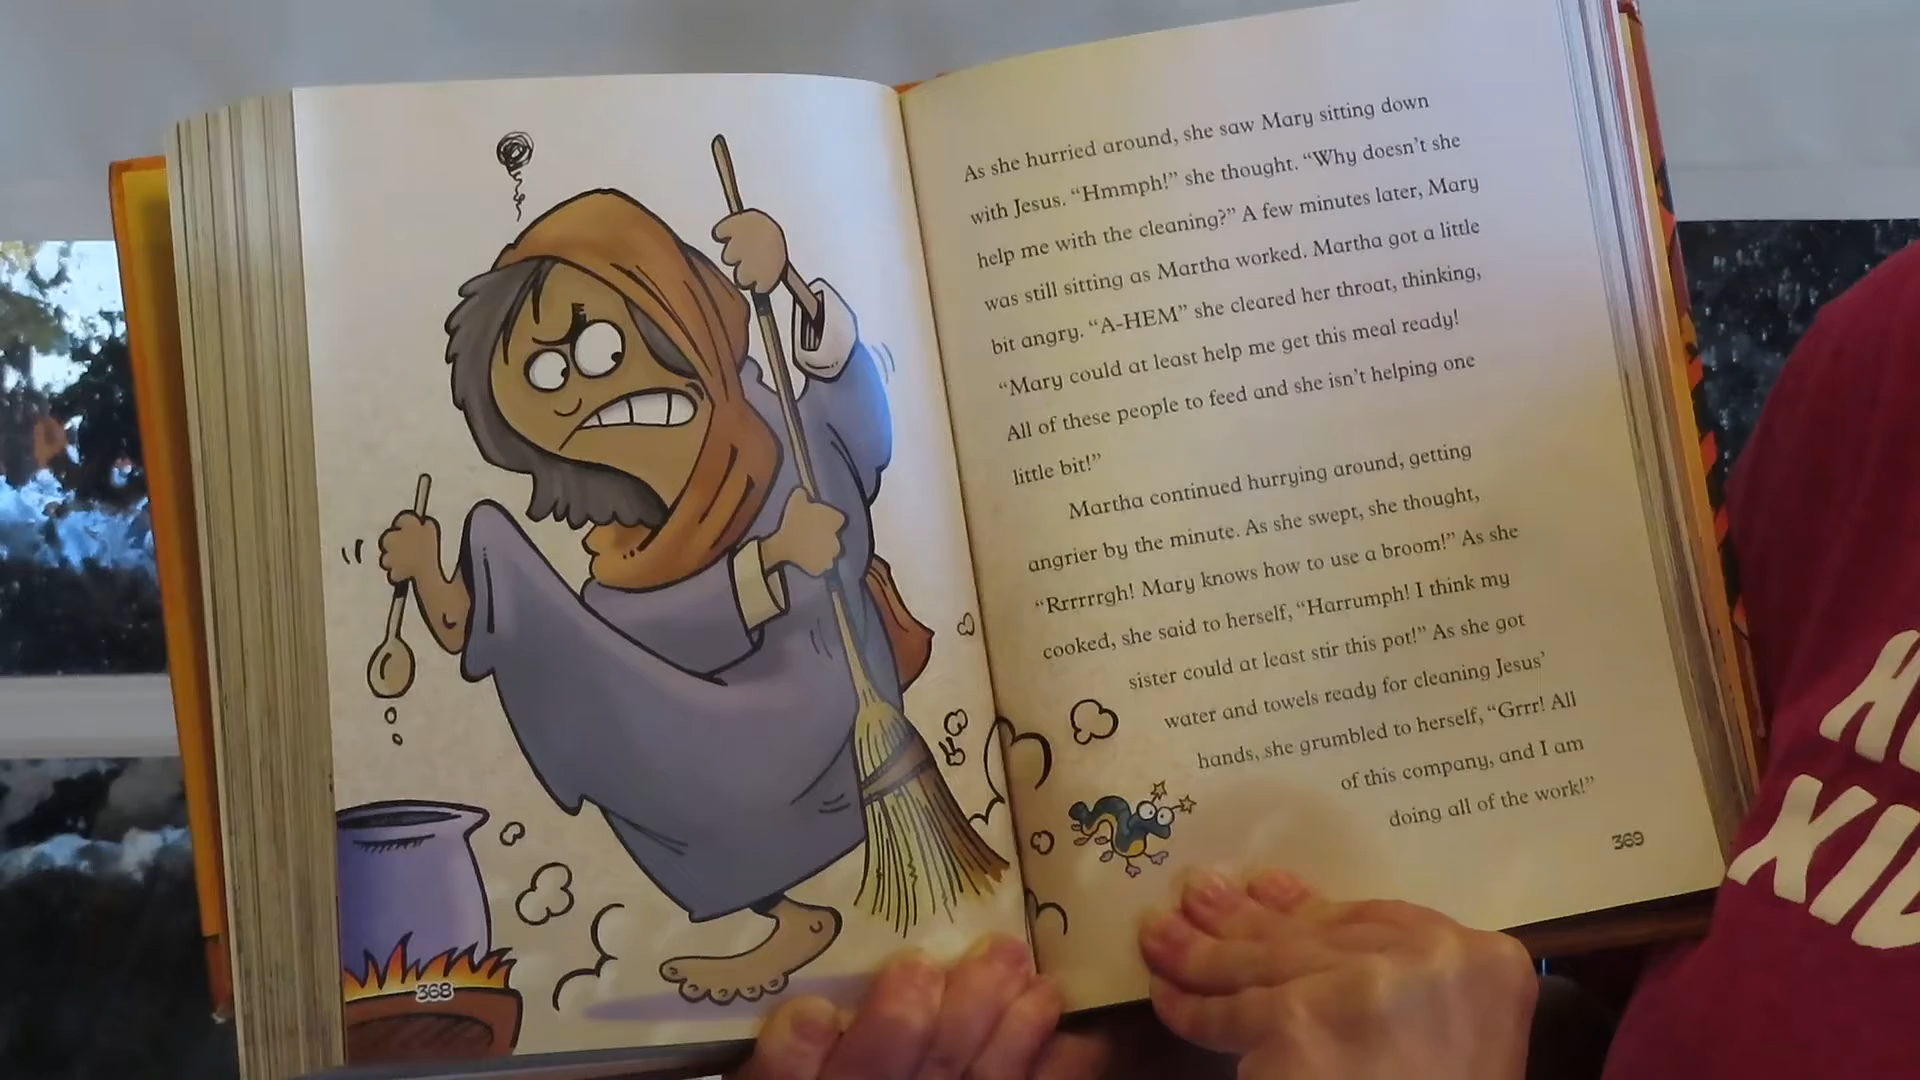 As she hurried around, she saw Mary sitting down
with Jesus. “Hmmph!” she thought. “Why doesn’t she
help me with the cleaning?” A few minutes later, Mary
was still sitting as Martha worked. Martha got a little
bit angry. “A-HEM” she cleared her throat, thinking,
“Mary could at least help me get this meal ready!
All of these people to feed and she isn’t helping one
little bit!”
Martha continued hurrying around, getting
angrier by the minute. As she swept, she thought,
“Rrrrrrgh! Mary knows how to use a broom!” As she
cooked, she said to herself, “Harrumph! I think my
sister could at least stir this pot!” As she got
water and towels ready for cleaning Jesus’
hands, she grumbled to herself, “Grrr! All
of this company, and I am
doing all of the work!”
368
369